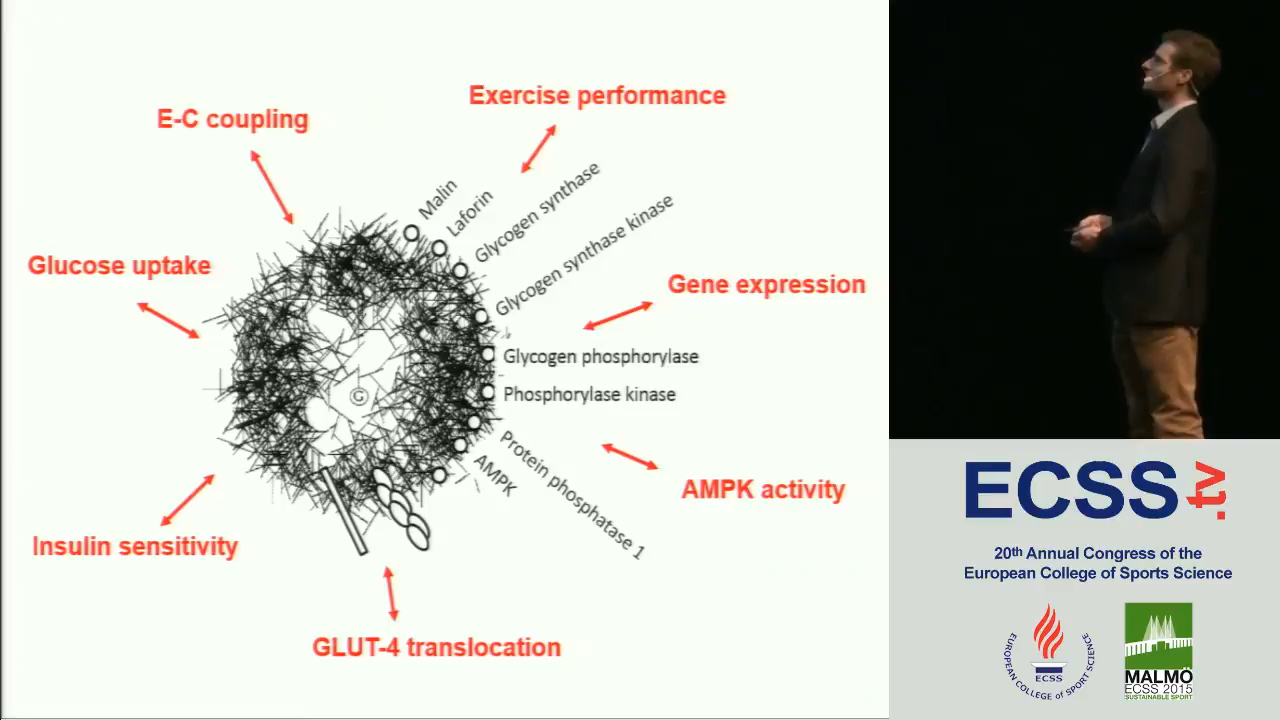 Exercise performance
E-C coupling
Malin
Laforin
Glycogen synthase
Glycogen synthase kinase
Glucose uptake
Gene expression
Glycogen phosphorylase
Phosphorylase kinase
G
Protein phosphatase 1
AMPK
AMPK activity
Insulin sensitivity
GLUT-4 translocation
ECSS.tv
20th Annual Congress of the
European College of Sports Science
EUROPEAN COLLEGE OF SPORT SCIENCE
ECSS
MALMÖ
ECSS 2015
SUSTAINABLE SPORT